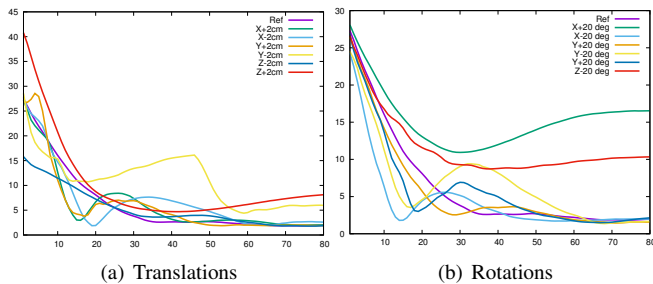 45
40
35
30
25
20
15
10
5
0
10 20 30 40 50 60 70 80
Ref
X+2cm
X-2cm
Y+2cm
Y-2cm
Z-2cm
Z+2cm
(a) Translations
30
25
20
15
10
5
0
10 20 30 40 50 60 70 80
Ref
X+20 deg
X-20 deg
Y+20 deg
Y-20 deg
Y+20 deg
Z-20 deg
(b) Rotations